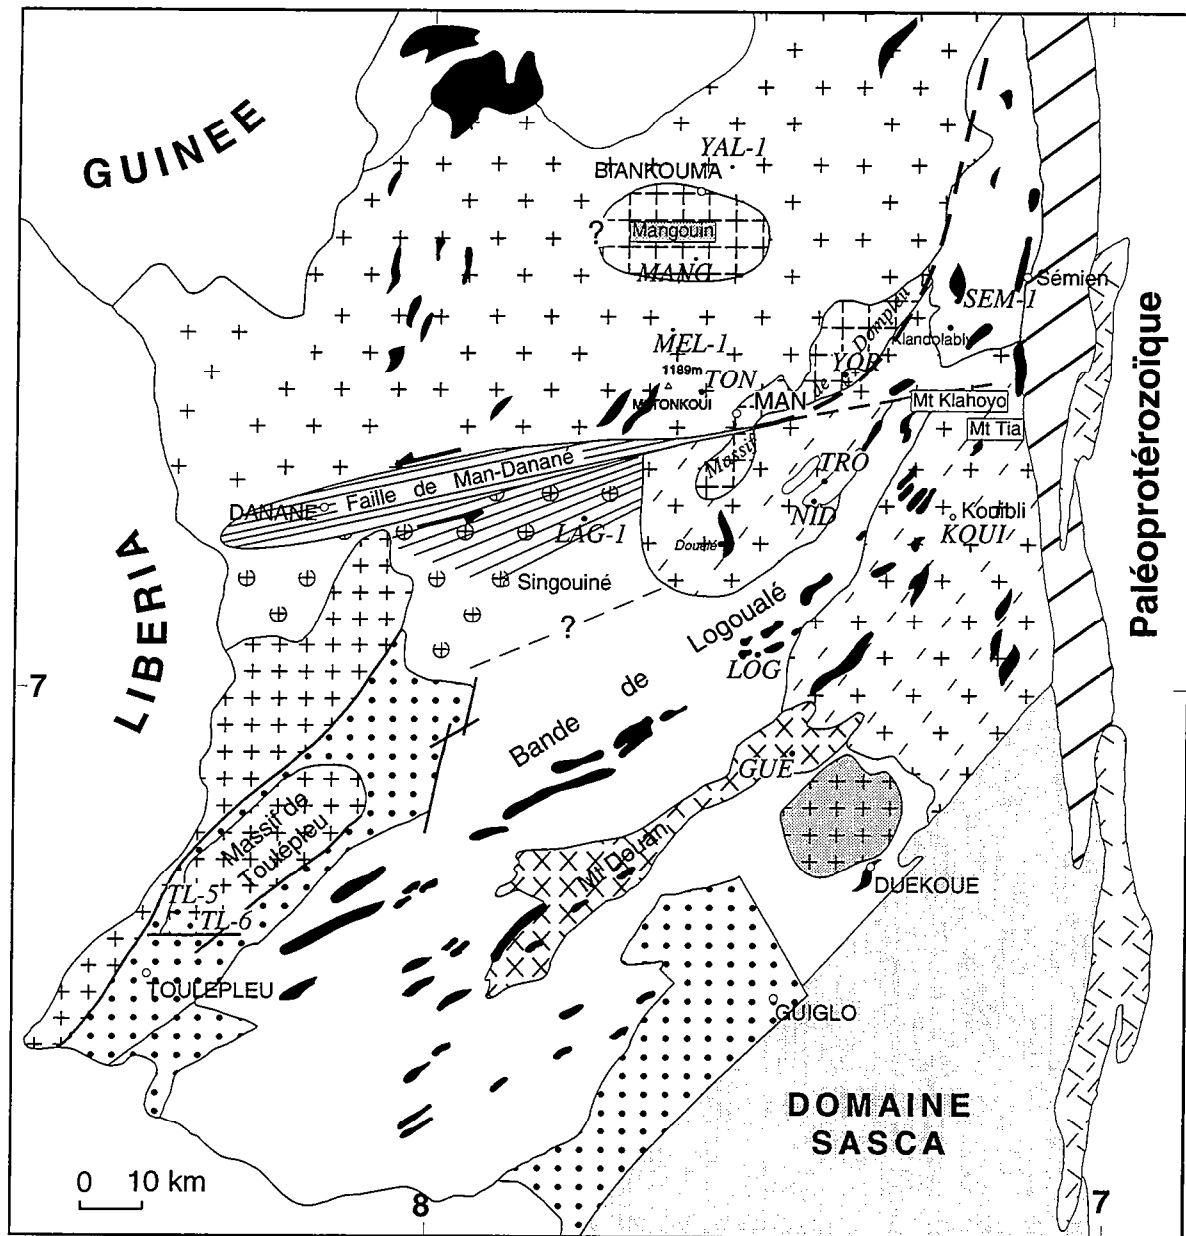 GUINEE
YAL-1
BIANKOUMA
?
Mangouin
MANG
Sémien
SEM-1
Klandolably
Massif de Dompleu
YOR
MEL-1
1189m
TON
Mt TONKOUI
MAN
Mt Klahoyo
Mt Tia
Faille de Man-Danané
DANANE
TRO
NID
Kouibli
KOUI
LAG-1
Douélé
Singouiné
?
LIBERIA
Bande de Logoualé
LOG
7
Paléoprotérozoïque
GUE
Mt Douan
Massif de
Toulépleu
DUEKOUE
TL-5
TL-6
TOULEPLEU
GUIGLO
DOMAINE
SASCA
0 10 km
8
7